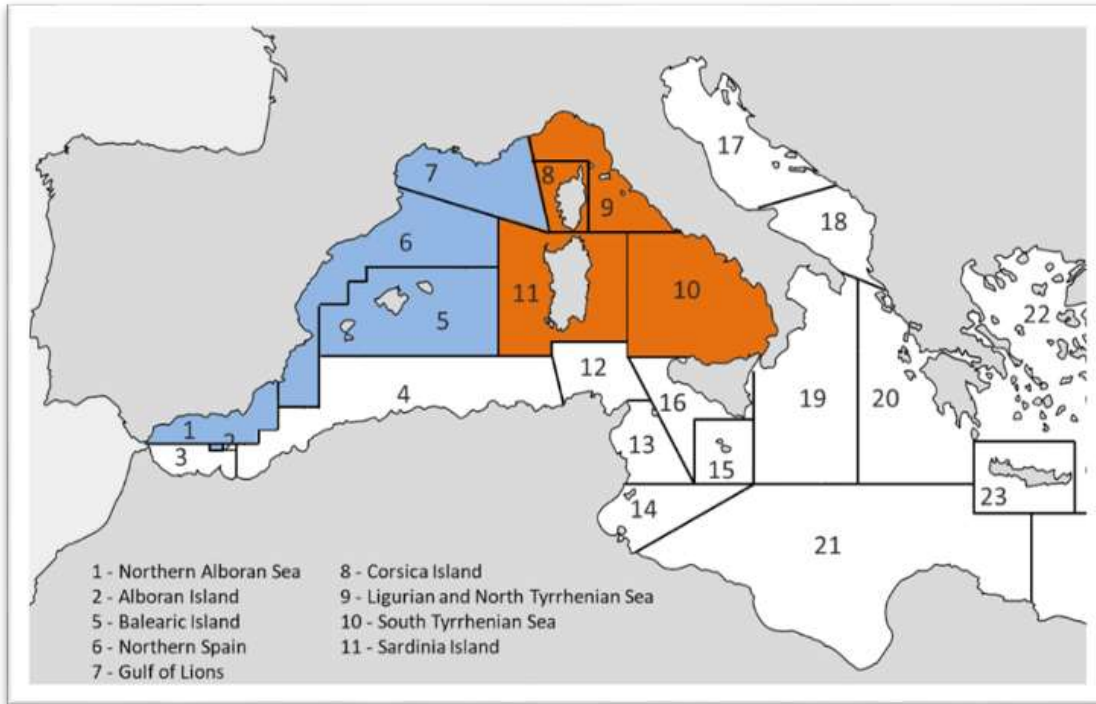 17
7
8
9
18
6
11
10
22
5
12
4
16
19
20
1
2
3
13
15
23
14
21
1 - Northern Alboran Sea
2 - Alboran Island
5 - Balearic Island
6 - Northern Spain
7 - Gulf of Lions
8 - Corsica Island
9 - Ligurian and North Tyrrhenian Sea
10 - South Tyrrhenian Sea
11 - Sardinia Island